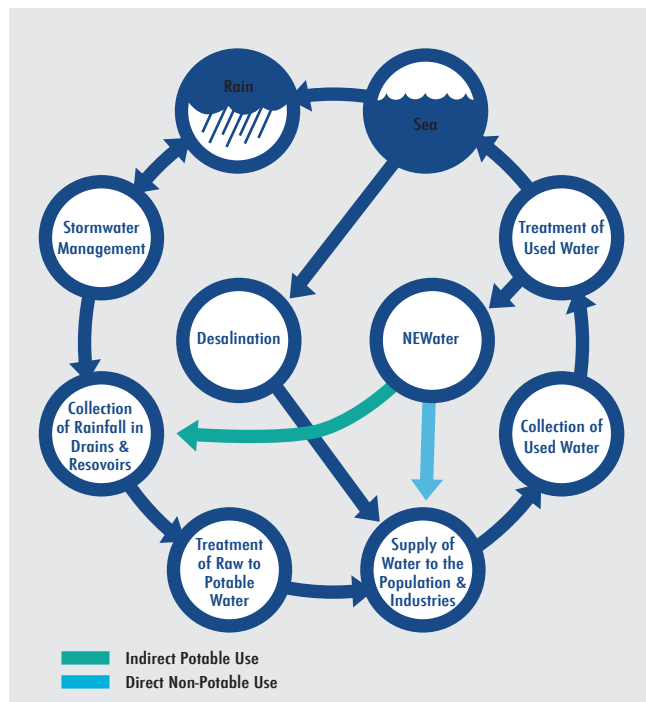 Rain
Sea
Stormwater
Management
Treatment of
Used Water
Desalination
NEWater
Collection
of Rainfall in
Drains &
Resovoirs
Collection of
Used Water
Treatment
of Raw to
Potable
Water
Supply of
Water to the
Population &
Industries
Indirect Potable Use
Direct Non-Potable Use